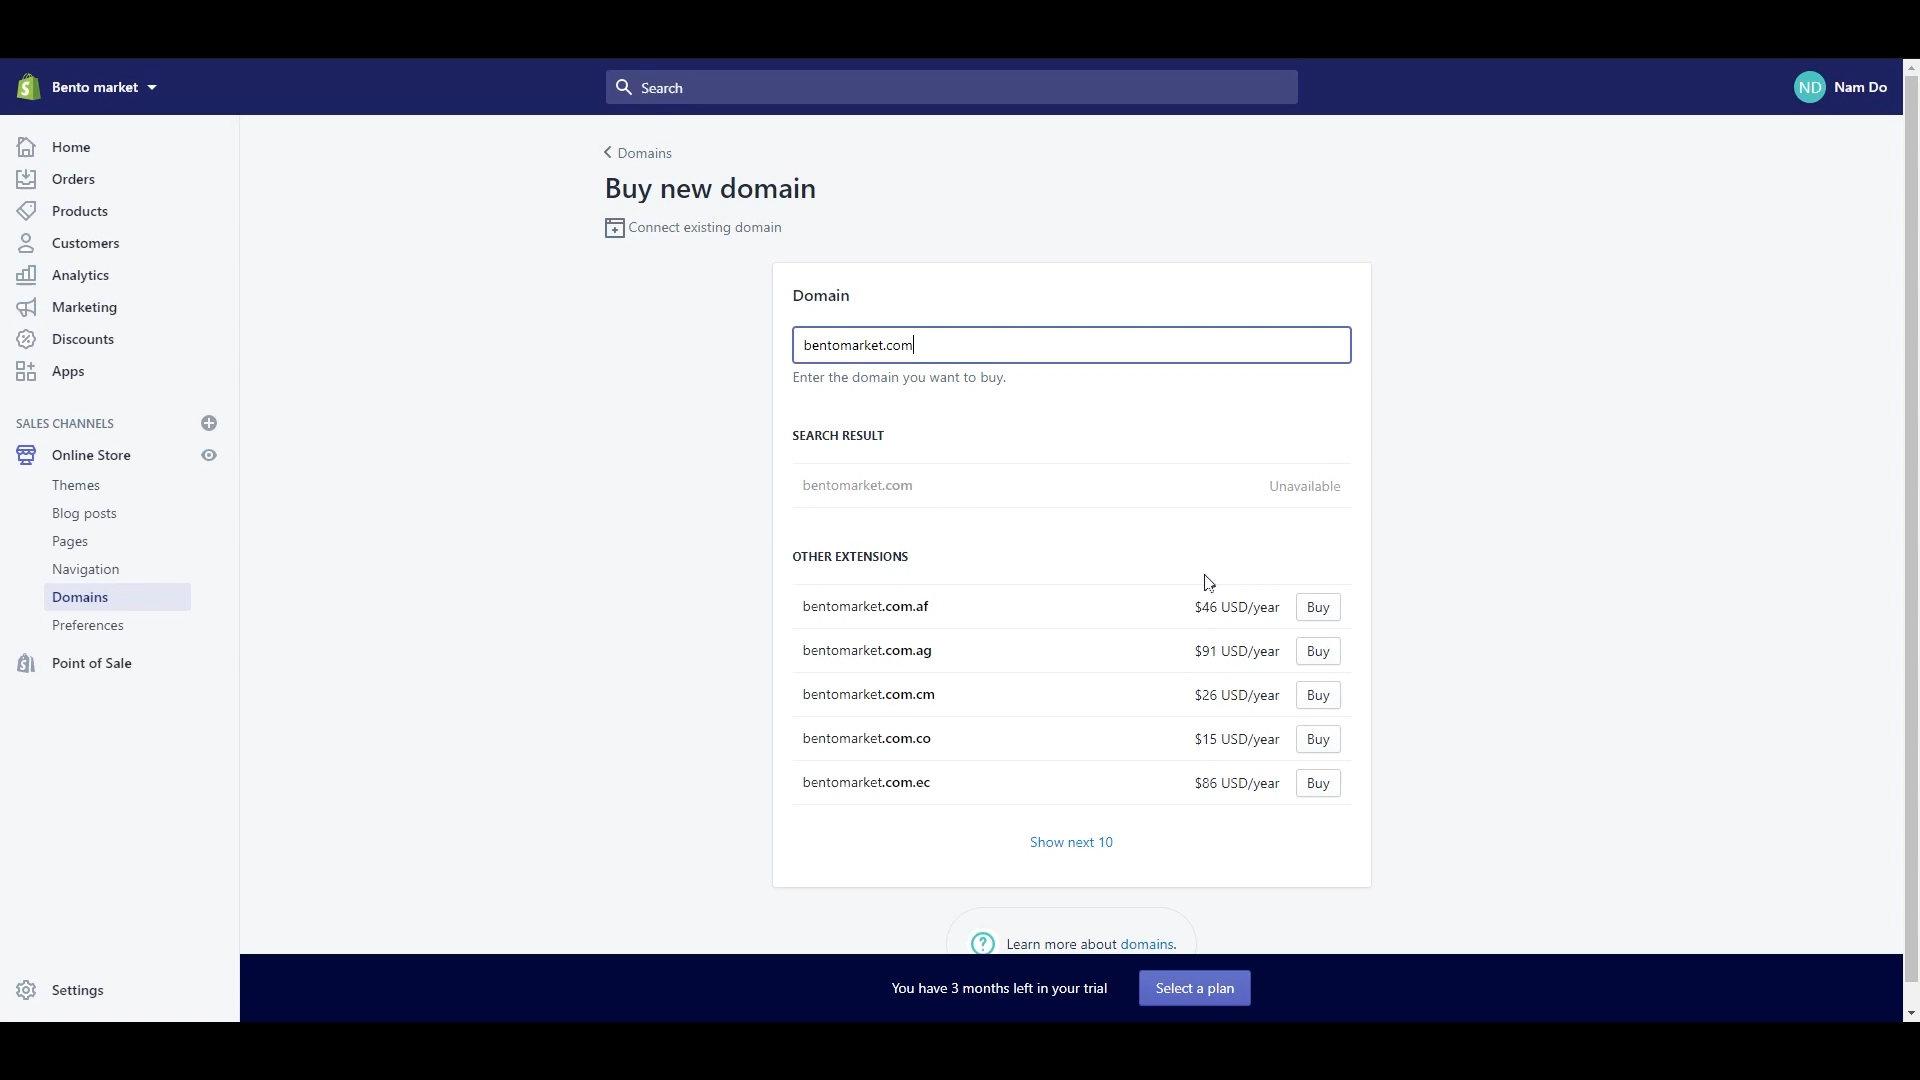 Bento market
Search
ND Nam Do
Home
Orders
Products
Customers
Analytics
Marketing
Discounts
Apps
SALES CHANNELS
Online Store
Themes
Blog posts
Pages
Navigation
Domains
Preferences
Point of Sale
Settings
Domains
Buy new domain
Connect existing domain
Domain
bentomarket.com
Enter the domain you want to buy.
SEARCH RESULT
bentomarket.com Unavailable
OTHER EXTENSIONS
bentomarket.com.af $46 USD/year Buy
bentomarket.com.ag $91 USD/year Buy
bentomarket.com.cm $26 USD/year Buy
bentomarket.com.co $15 USD/year Buy
bentomarket.com.ec $86 USD/year Buy
Show next 10
Learn more about domains.
You have 3 months left in your trial Select a plan